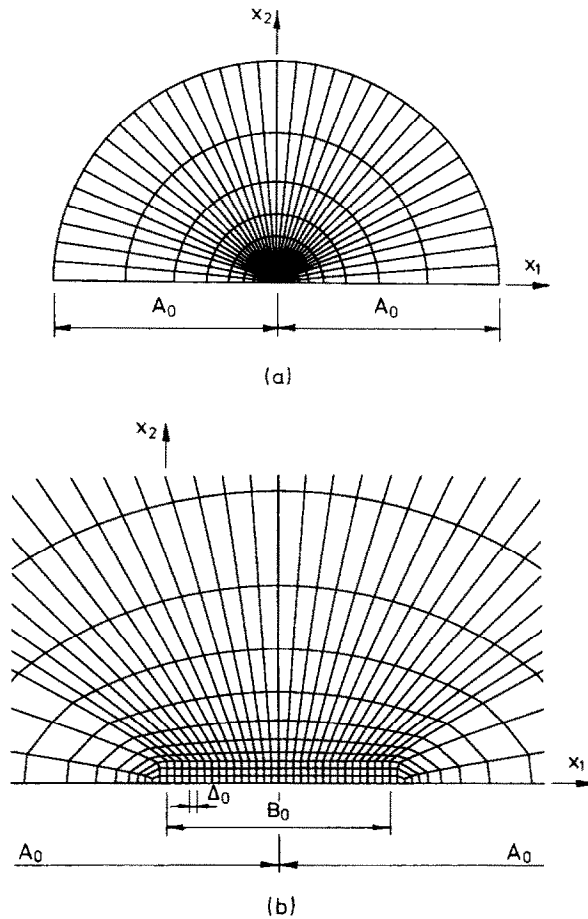 x₂
x₁
A₀ A₀
(a)
x₂
x₁
Δ₀
B₀
A₀ A₀
(b)